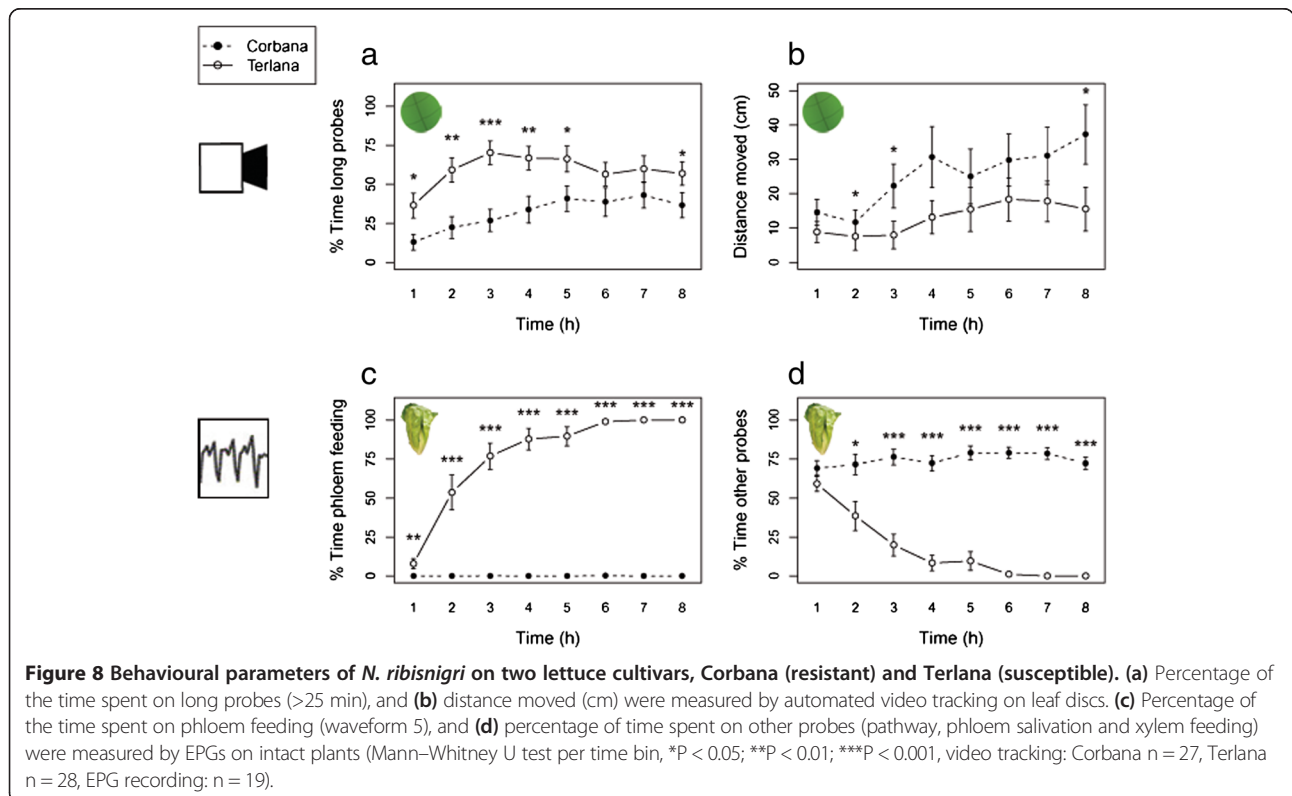 Corbana
Terlana
a
% Time long probes
0 25 50 75 100
* ** *** ** * *
1 2 3 4 5 6 7 8
Time (h)
b
Distance moved (cm)
0 10 20 30 40 50
* * *
1 2 3 4 5 6 7 8
Time (h)
c
% Time phloem feeding
0 25 50 75 100
** *** *** *** *** *** *** ***
1 2 3 4 5 6 7 8
Time (h)
d
% Time other probes
0 25 50 75 100
* *** *** *** *** *** ***
1 2 3 4 5 6 7 8
Time (h)
Figure 8 Behavioural parameters of N. ribisnigri on two lettuce cultivars, Corbana (resistant) and Terlana (susceptible). (a) Percentage of
the time spent on long probes (>25 min), and (b) distance moved (cm) were measured by automated video tracking on leaf discs. (c) Percentage of
the time spent on phloem feeding (waveform 5), and (d) percentage of time spent on other probes (pathway, phloem salivation and xylem feeding)
were measured by EPGs on intact plants (Mann–Whitney U test per time bin, *P < 0.05; **P < 0.01; ***P < 0.001, video tracking: Corbana n = 27, Terlana
n = 28, EPG recording: n = 19).